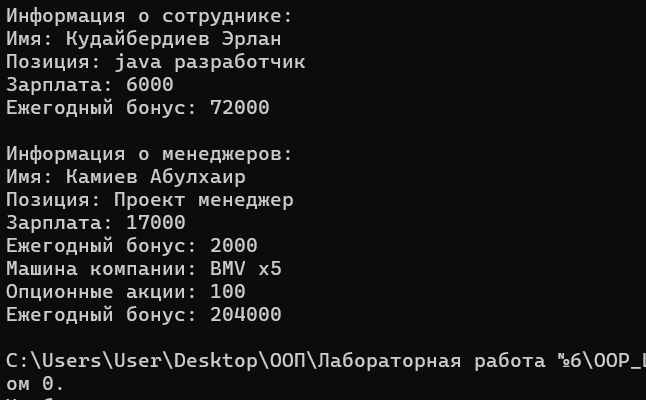 Информация о сотруднике:
Имя: Кудайбердиев Эрлан
Позиция: java разработчик
Зарплата: 6000
Ежегодный бонус: 72000
Информация о менеджеров:
Имя: Камиев Абулхаир
Позиция: Проект менеджер
Зарплата: 17000
Ежегодный бонус: 2000
Машина компании: BMV x5
Опционные акции: 100
Ежегодный бонус: 204000
C:\Users\User\Desktop\ООП\Лабораторная работа №6\OOP_
ом 0.